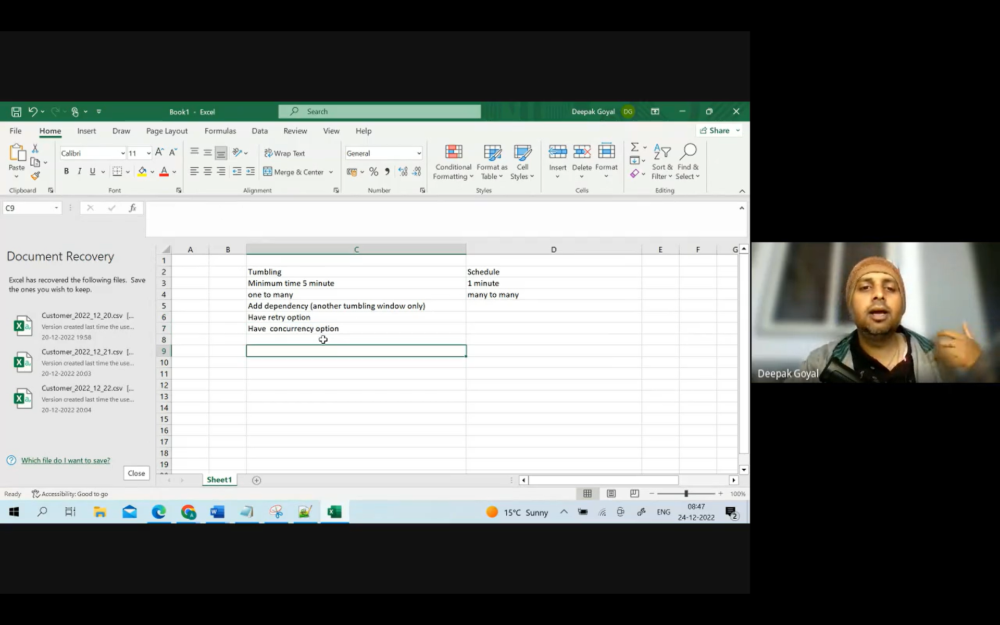 Book1 - Excel
Search
Deepak Goyal
DG
File
Home
Insert
Draw
Page Layout
Formulas
Data
Review
View
Help
Share
Paste
Clipboard
Calibri
11
Font
Wrap Text
Merge & Center
Alignment
General
Number
Conditional
Formatting
Format as
Table
Cell
Styles
Styles
Insert
Delete
Format
Cells
Sort &
Filter
Find &
Select
Editing
C9
fx
Document Recovery
Excel has recovered the following files. Save
the ones you wish to keep.
Customer_2022_12_20.csv [...
Version created last time the use...
20-12-2022 19:58
Customer_2022_12_21.csv [...
Version created last time the use...
20-12-2022 20:03
Customer_2022_12_22.csv [...
Version created last time the use...
20-12-2022 20:04
Which file do I want to save?
Close
A B C D E F G
1
2 Tumbling Schedule
3 Minimum time 5 minute 1 minute
4 one to many many to many
5 Add dependency (another tumbling window only)
6 Have retry option
7 Have concurrency option
8
9
10
11
12
13
14
15
16
17
18
19
Sheet1
Ready
Accessibility: Good to go
100%
15°C Sunny
ENG
08:47
24-12-2022
2
Deepak Goyal